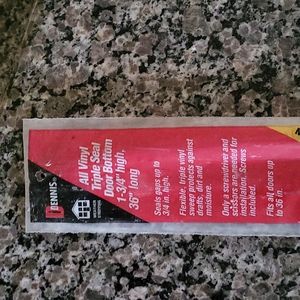 DENNIS
All Vinyl
Triple Seal
Door Bottom
1-3/4" high,
36" long
Seals gaps up to
3/4 in. high.
Flexible, triple vinyl
sweep protects against
drafts, dirt and
moisture.
Only a screwdriver and
scissors are needed for
installation. Screws
included.
Fits all doors up
to 36 in.